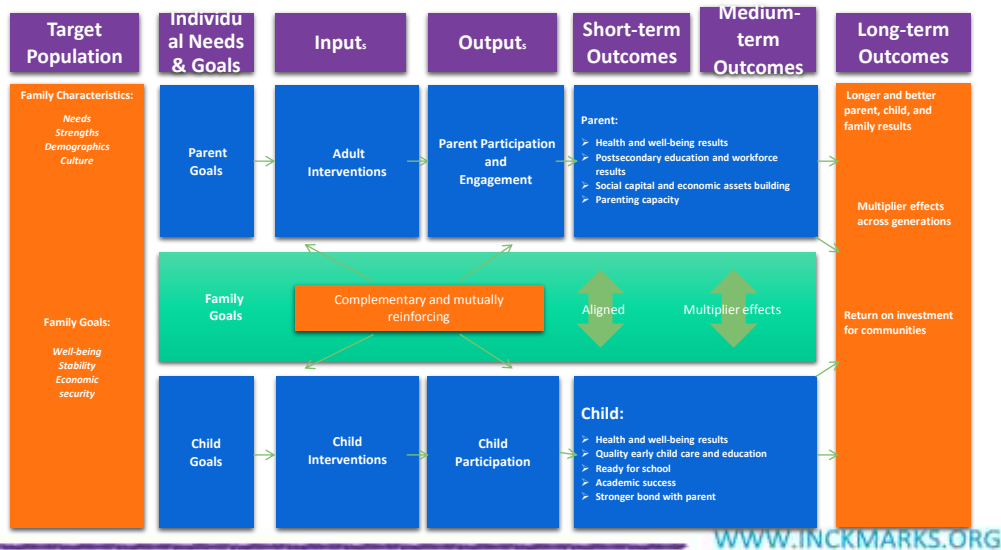 Target
Population
Individu
al Needs
& Goals
Inputs
Outputs
Short-term
Outcomes
Medium-
term
Outcomes
Long-term
Outcomes
Family Characteristics:
Needs
Strengths
Demographics
Culture
Family Goals:
Well-being
Stability
Economic
security
Parent
Goals
Adult
Interventions
Parent Participation
and
Engagement
Parent:
➢ Health and well-being results
➢ Postsecondary education and workforce
results
➢ Social capital and economic assets building
➢ Parenting capacity
Family
Goals
Complementary and mutually
reinforcing
Aligned
Multiplier effects
Child
Goals
Child
Interventions
Child
Participation
Child:
➢ Health and well-being results
➢ Quality early child care and education
➢ Ready for school
➢ Academic success
➢ Stronger bond with parent
Longer and better
parent, child, and
family results
Multiplier effects
across generations
Return on investment
for communities
WWW.INCKMARKS.ORG